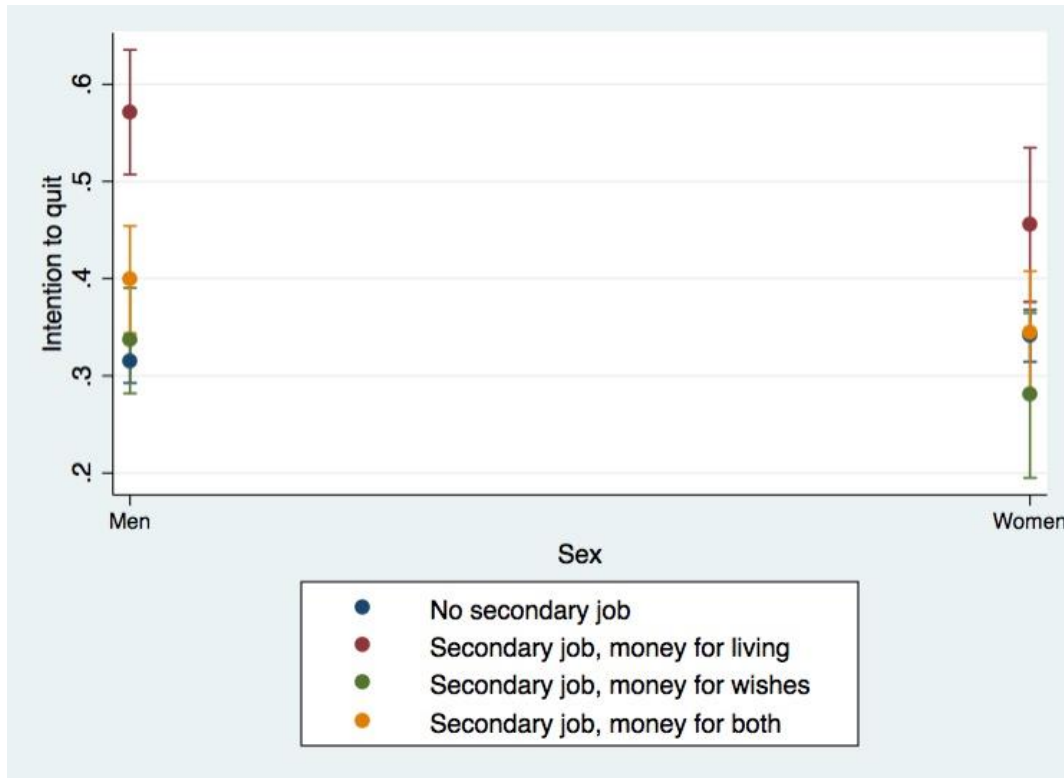 .6
.5
.4
.3
.2
Intention to quit
Men
Women
Sex
No secondary job
Secondary job, money for living
Secondary job, money for wishes
Secondary job, money for both